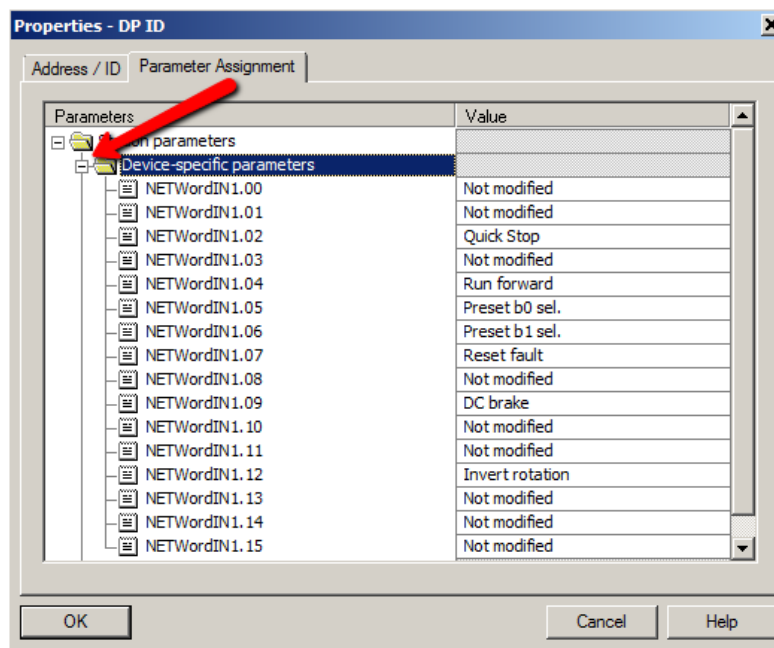 Properties - DP ID
Address / ID Parameter Assignment
Parameters Value
parameters
Device-specific parameters
NETWordIN1.00 Not modified
NETWordIN1.01 Not modified
NETWordIN1.02 Quick Stop
NETWordIN1.03 Not modified
NETWordIN1.04 Run forward
NETWordIN1.05 Preset b0 sel.
NETWordIN1.06 Preset b1 sel.
NETWordIN1.07 Reset fault
NETWordIN1.08 Not modified
NETWordIN1.09 DC brake
NETWordIN1.10 Not modified
NETWordIN1.11 Not modified
NETWordIN1.12 Invert rotation
NETWordIN1.13 Not modified
NETWordIN1.14 Not modified
NETWordIN1.15 Not modified
OK Cancel Help